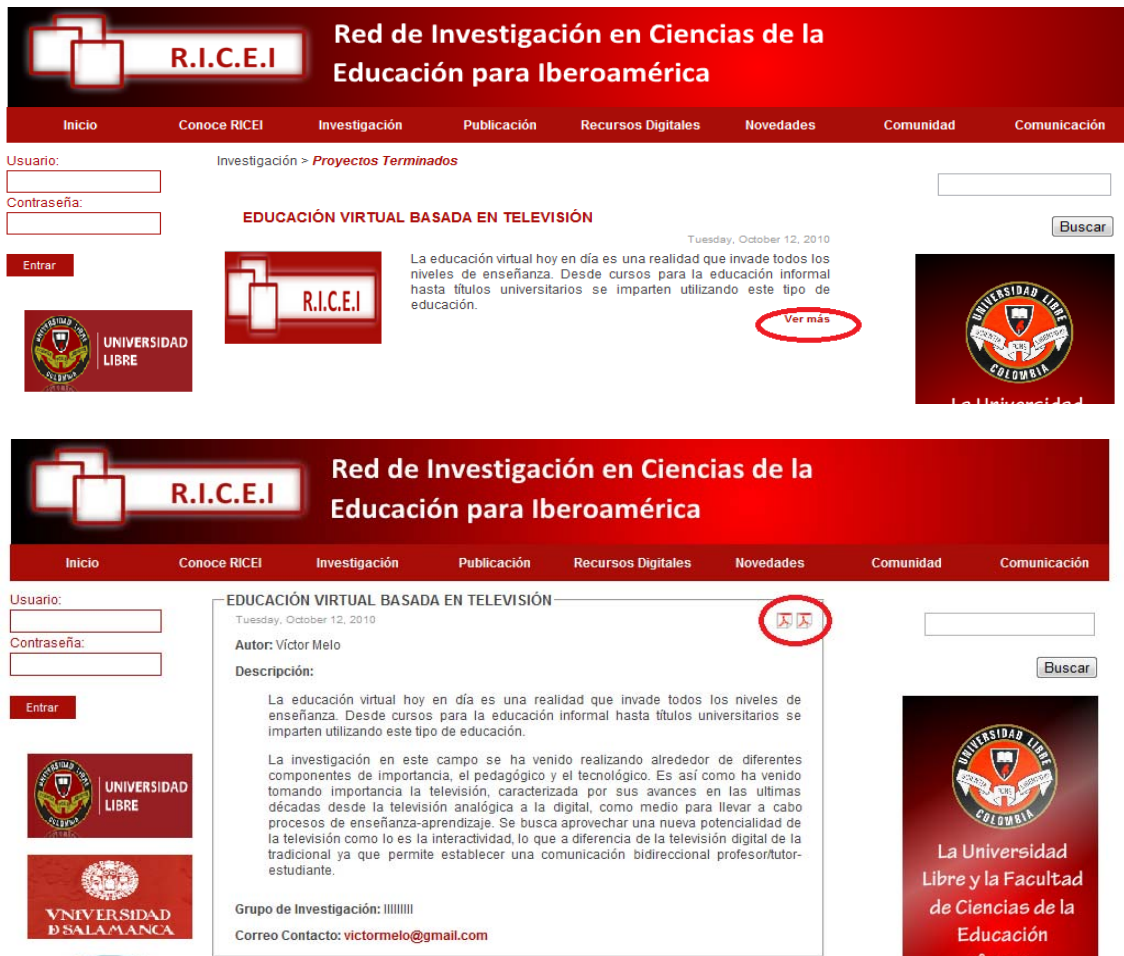 R.I.C.E.I
Red de Investigación en Ciencias de la
Educación para Iberoamérica
Inicio Conoce RICEI Investigación Publicación Recursos Digitales Novedades Comunidad Comunicación
Usuario:
Contraseña:
Entrar
UNIVERSIDAD
LIBRE
Investigación > Proyectos Terminados
EDUCACIÓN VIRTUAL BASADA EN TELEVISIÓN
Tuesday, October 12, 2010
R.I.C.E.I
La educación virtual hoy en día es una realidad que invade todos los
niveles de enseñanza. Desde cursos para la educación informal
hasta títulos universitarios se imparten utilizando este tipo de
educación.
Ver más
Buscar
UNIVERSIDAD LIBRE
COLOMBIA
La Universidad
R.I.C.E.I
Red de Investigación en Ciencias de la
Educación para Iberoamérica
Inicio Conoce RICEI Investigación Publicación Recursos Digitales Novedades Comunidad Comunicación
Usuario:
Contraseña:
Entrar
UNIVERSIDAD
LIBRE
VNIVERSIDAD
D SALAMANCA
EDUCACIÓN VIRTUAL BASADA EN TELEVISIÓN
Tuesday, October 12, 2010
Autor: Víctor Melo
Descripción:
La educación virtual hoy en día es una realidad que invade todos los niveles de
enseñanza. Desde cursos para la educación informal hasta títulos universitarios se
imparten utilizando este tipo de educación.
La investigación en este campo se ha venido realizando alrededor de diferentes
componentes de importancia, el pedagógico y el tecnológico. Es así como ha venido
tomando importancia la televisión, caracterizada por sus avances en las ultimas
décadas desde la televisión analógica a la digital, como medio para llevar a cabo
procesos de enseñanza-aprendizaje. Se busca aprovechar una nueva potencialidad de
la televisión como lo es la interactividad, lo que a diferencia de la televisión digital de la
tradicional ya que permite establecer una comunicación bidireccional profesor/tutor-
estudiante.
Grupo de Investigación: lllllllll
Correo Contacto: victormelo@gmail.com
Buscar
UNIVERSIDAD LIBRE
COLOMBIA
La Universidad
Libre y la Facultad
de Ciencias de la
Educación